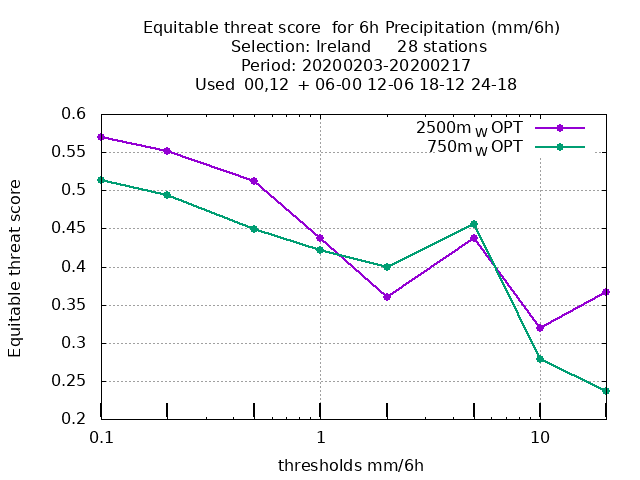 Equitable threat score  for 6h Precipitation (mm/6h)
Selection: Ireland     28 stations
Period: 20200203-20200217
Used  00,12  + 06-00 12-06 18-12 24-18
2500m W OPT
750m W OPT
0.6
0.55
0.5
0.45
0.4
0.35
0.3
0.25
0.2
Equitable threat score
0.1
1
10
thresholds mm/6h